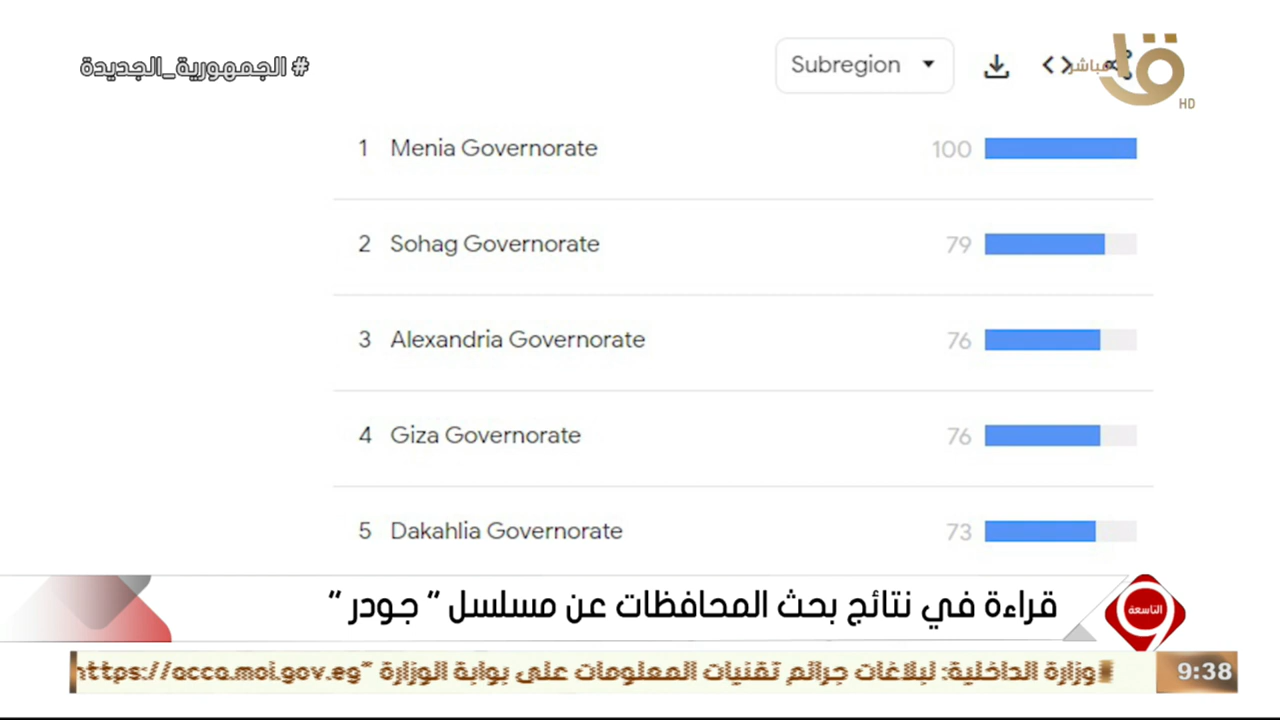 # الجمهورية_الجديدة
Subregion
مباشر
HD
1 Menia Governorate 100
2 Sohag Governorate 79
3 Alexandria Governorate 76
4 Giza Governorate 76
5 Dakahlia Governorate 73
قراءة في نتائج بحث المحافظات عن مسلسل " جودر "
التاسعة
وزارة الداخلية: لبلاغات جرائم تقنيات المعلومات على بوابة الوزارة "https://acca.moi.gov.eg
9:38